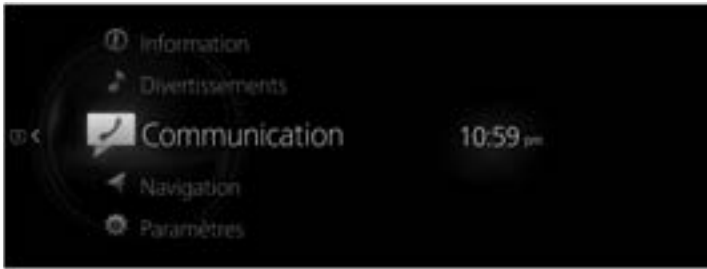 Information
Divertissements
Communication
10:59 pm
Navigation
Paramètres